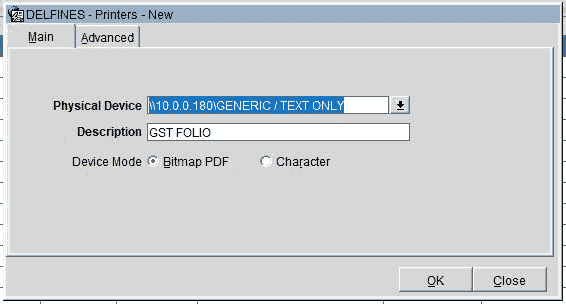 DELFINES - Printers - New
Main Advanced
Physical Device \\10.0.0.180\GENERIC / TEXT ONLY
Description GST FOLIO
Device Mode Bitmap PDF Character
OK Close